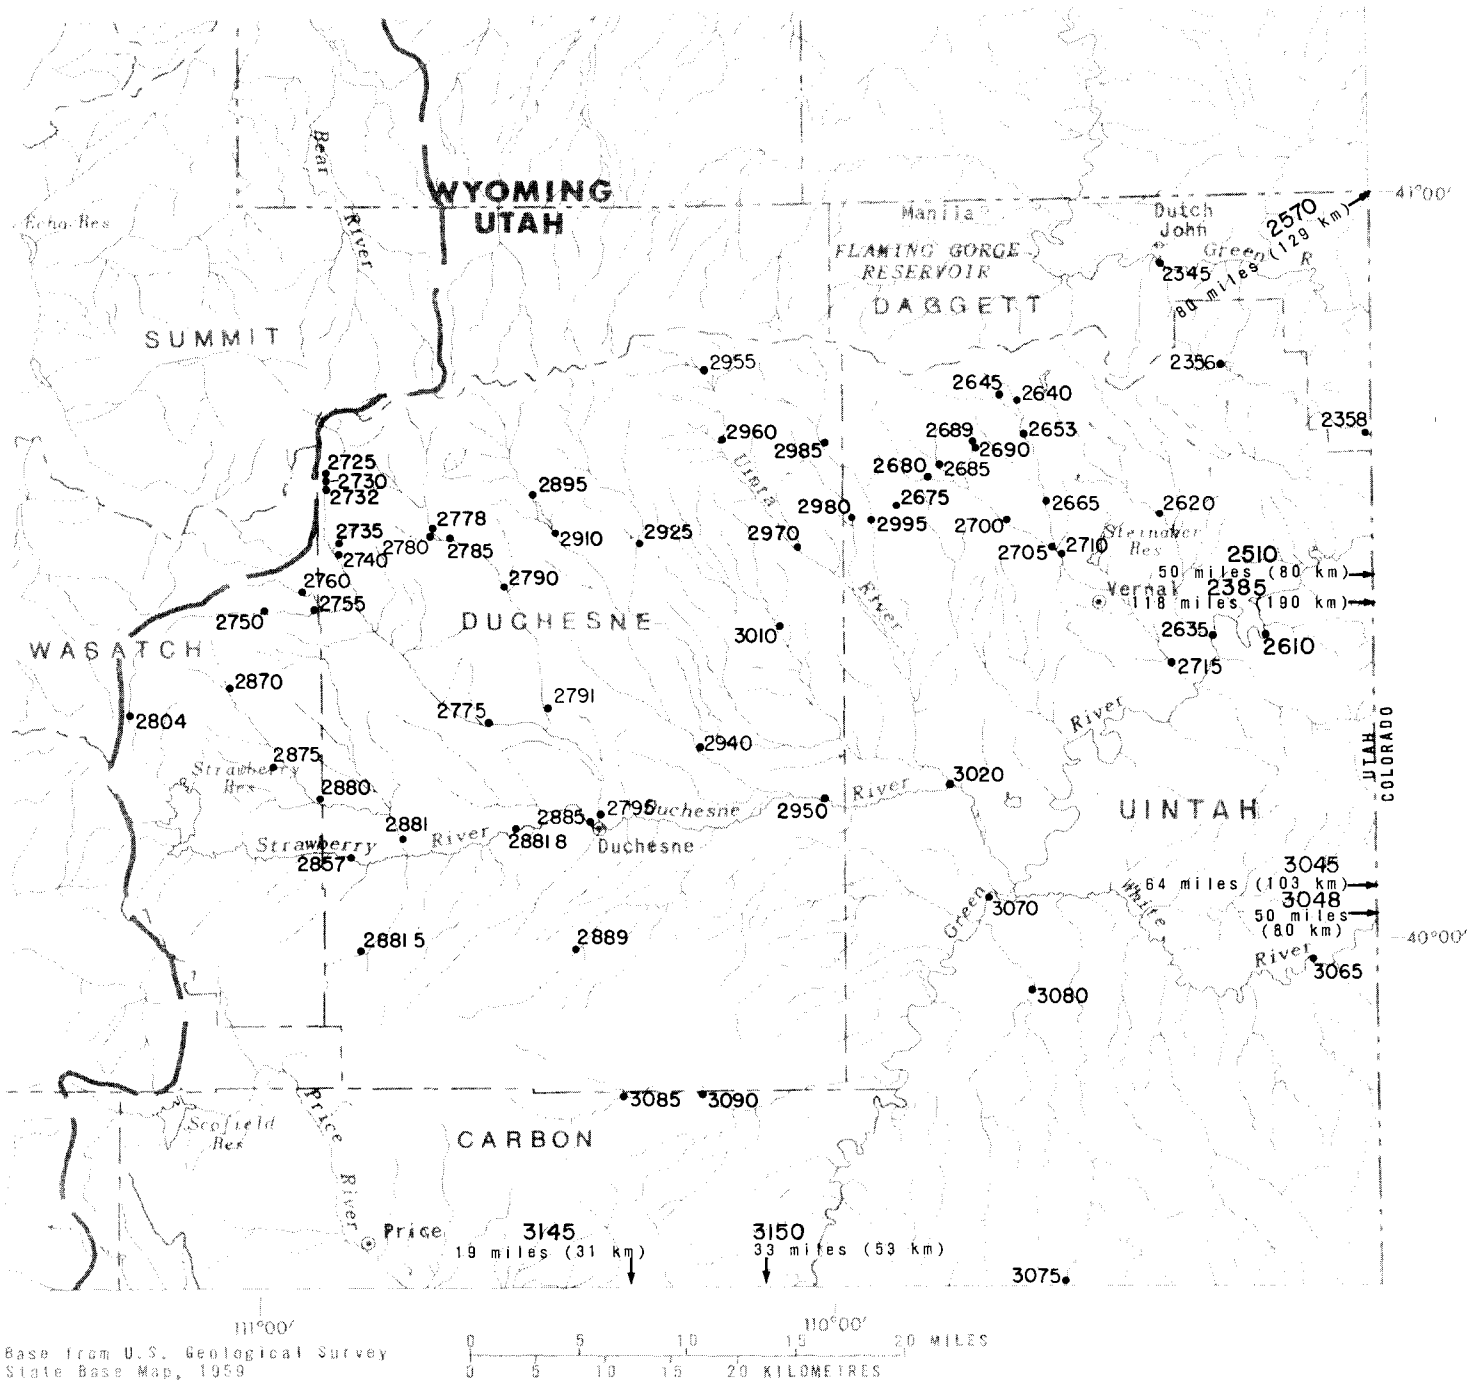 Bear
River
WYOMING
UTAH
Echo Res
41°00'
Manila
Dutch
John
2570
80 miles (129 km)
FLAMING GORGE
RESERVOIR
Green R
2345
DAGGETT
SUMMIT
2955
2356
2645
2640
2358
2960
2985
2689
2653
2690
2725
2730
2732
2680
2685
Uinta
2895
2675
2665
2620
2980
2995
2700
2778
2735
2780
2785
2740
2910
2925
2970
2705
2710
Steinaker
Res
2510
50 miles (80 km)
2760
2790
2385
Vernal
118 miles (190 km)
2755
2750
DUCHESNE
River
3010
2635
2610
WASATCH
2715
2870
2791
2775
2804
River
2940
UTAH
COLORADO
2875
Strawberry
Res
2880
3020
River
2795
Duchesne
2950
UINTAH
2885
2881
River
28818
Strawberry
Duchesne
2857
3045
64 miles (103 km)
White
3048
50 miles
(80 km)
Green
3070
28815
2889
40°00'
River
3065
3080
3085
3090
Price
River
Scofield
Res
CARBON
Price
3145
19 miles (31 km)
3150
33 miles (53 km)
3075
111°00'
110°00'
0 5 10 15 20 MILES
0 5 10 15 20 KILOMETRES
Base from U.S. Geological Survey
State Base Map, 1959